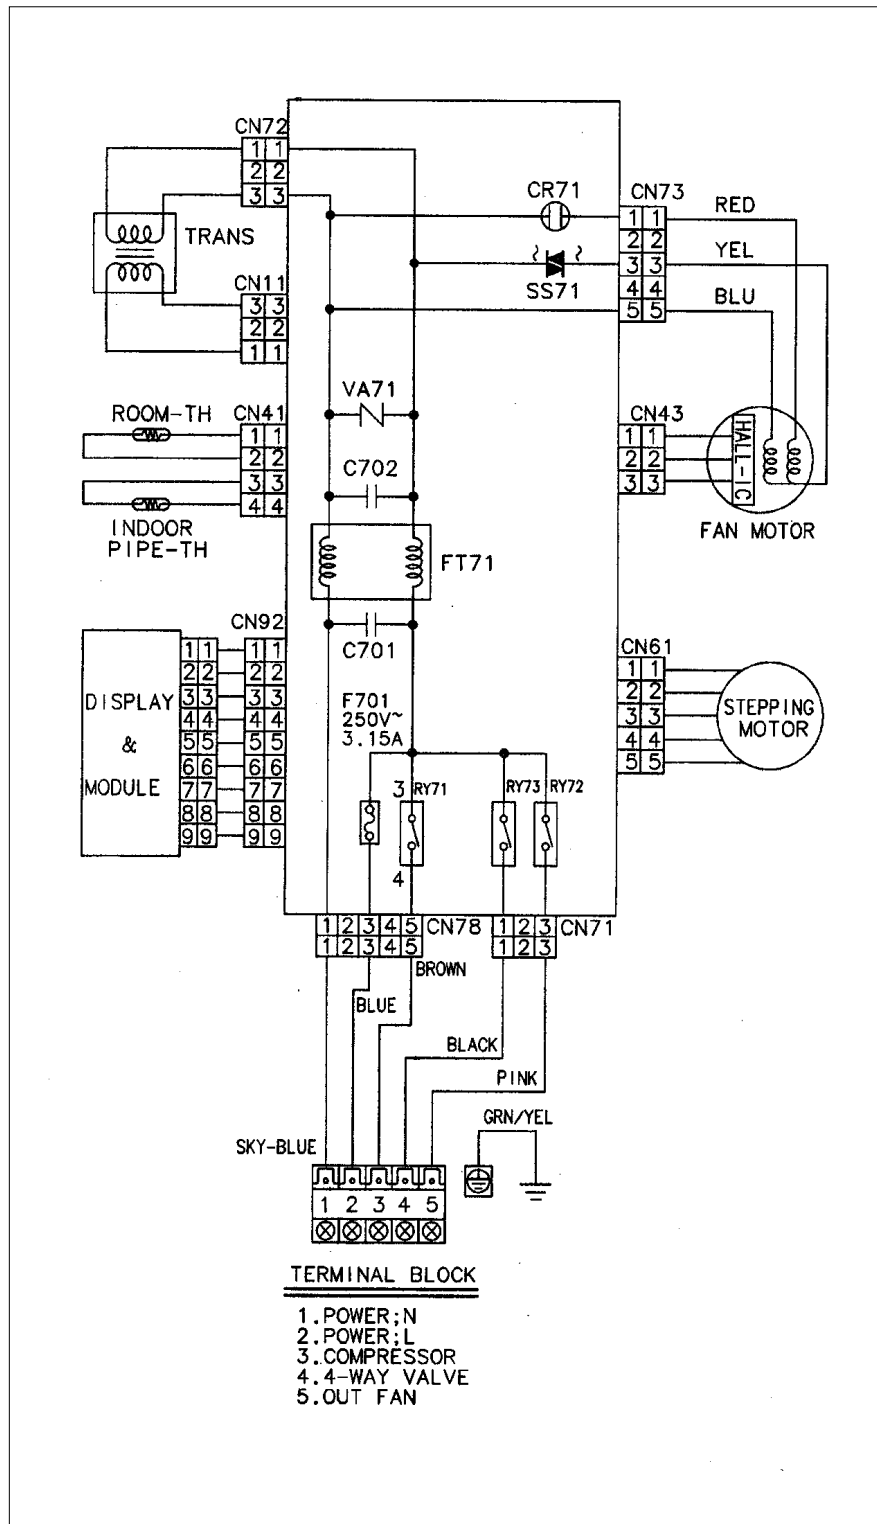 CN72
1 1
2 2
3 3
TRANS
CN11
3 3
2 2
1 1
CR71
SS71
CN73
1 1
2 2
3 3
4 4
5 5
RED
YEL
BLU
VA71
ROOM-TH
CN41
1 1
2 2
3 3
4 4
INDOOR
PIPE-TH
C702
CN43
1 1
2 2
3 3
HALL-IC
FAN MOTOR
FT71
C701
CN92
1 1 1 1
2 2 2 2
3 3 3 3
4 4 4 4
5 5 5 5
6 6 6 6
7 7 7 7
8 8 8 8
9 9 9 9
DISPLAY
&
MODULE
F701
250V~
3.15A
CN61
1 1
2 2
3 3
4 4
5 5
STEPPING
MOTOR
3 RY71
4
RY73 RY72
1 2 3 4 5 CN78
1 2 3 4 5
1 2 3 CN71
1 2 3
BROWN
BLUE
BLACK
PINK
GRN/YEL
SKY-BLUE
1 2 3 4 5
TERMINAL BLOCK
1.POWER;N
2.POWER;L
3.COMPRESSOR
4.4-WAY VALVE
5.OUT FAN